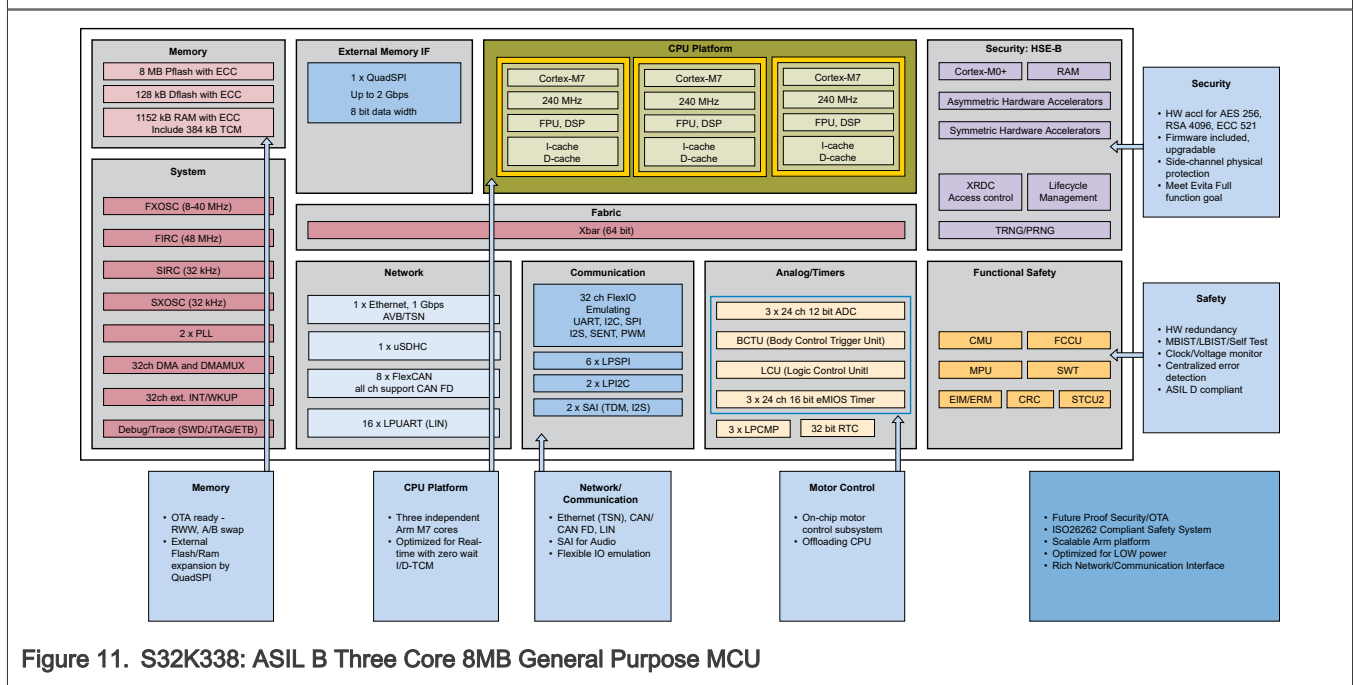 Memory
8 MB Pflash with ECC
128 kB Dflash with ECC
1152 kB RAM with ECC
Include 384 kB TCM
External Memory IF
1 x QuadSPI
Up to 2 Gbps
8 bit data width
CPU Platform
Cortex-M7
240 MHz
FPU, DSP
I-cache
D-cache
Cortex-M7
240 MHz
FPU, DSP
I-cache
D-cache
Cortex-M7
240 MHz
FPU, DSP
I-cache
D-cache
Security: HSE-B
Cortex-M0+
RAM
Asymmetric Hardware Accelerators
Symmetric Hardware Accelerators
XRDC
Access control
Lifecycle
Management
TRNG/PRNG
Security
• HW accl for AES 256,
RSA 4096, ECC 521
• Firmware included,
upgradable
• Side-channel physical
protection
• Meet Evita Full
function goal
System
FXOSC (8-40 MHz)
FIRC (48 MHz)
SIRC (32 kHz)
SXOSC (32 kHz)
2 x PLL
32ch DMA and DMAMUX
32ch ext. INT/WKUP
Debug/Trace (SWD/JTAG/ETB)
Fabric
Xbar (64 bit)
Network
1 x Ethernet, 1 Gbps
AVB/TSN
1 x uSDHC
8 x FlexCAN
all ch support CAN FD
16 x LPUART (LIN)
Communication
32 ch FlexIO
Emulating
UART, I2C, SPI
I2S, SENT, PWM
6 x LPSPI
2 x LPI2C
2 x SAI (TDM, I2S)
Analog/Timers
3 x 24 ch 12 bit ADC
BCTU (Body Control Trigger Unit)
LCU (Logic Control Unitl
3 x 24 ch 16 bit eMIOS Timer
3 x LPCMP
32 bit RTC
Functional Safety
CMU
FCCU
MPU
SWT
EIM/ERM
CRC
STCU2
Safety
• HW redundancy
• MBIST/LBIST/Self Test
• Clock/Voltage monitor
• Centralized error
detection
• ASIL D compliant
Memory
• OTA ready -
RWW, A/B swap
• External
Flash/Ram
expansion by
QuadSPI
CPU Platform
• Three independent
Arm M7 cores
• Optimized for Real-
time with zero wait
I/D-TCM
Network/
Communication
• Ethernet (TSN), CAN/
CAN FD, LIN
• SAI for Audio
• Flexible IO emulation
Motor Control
• On-chip motor
control subsystem
• Offloading CPU
• Future Proof Security/OTA
• ISO26262 Compliant Safety System
• Scalable Arm platform
• Optimized for LOW power
• Rich Network/Communication Interface
Figure 11. S32K338: ASIL B Three Core 8MB General Purpose MCU